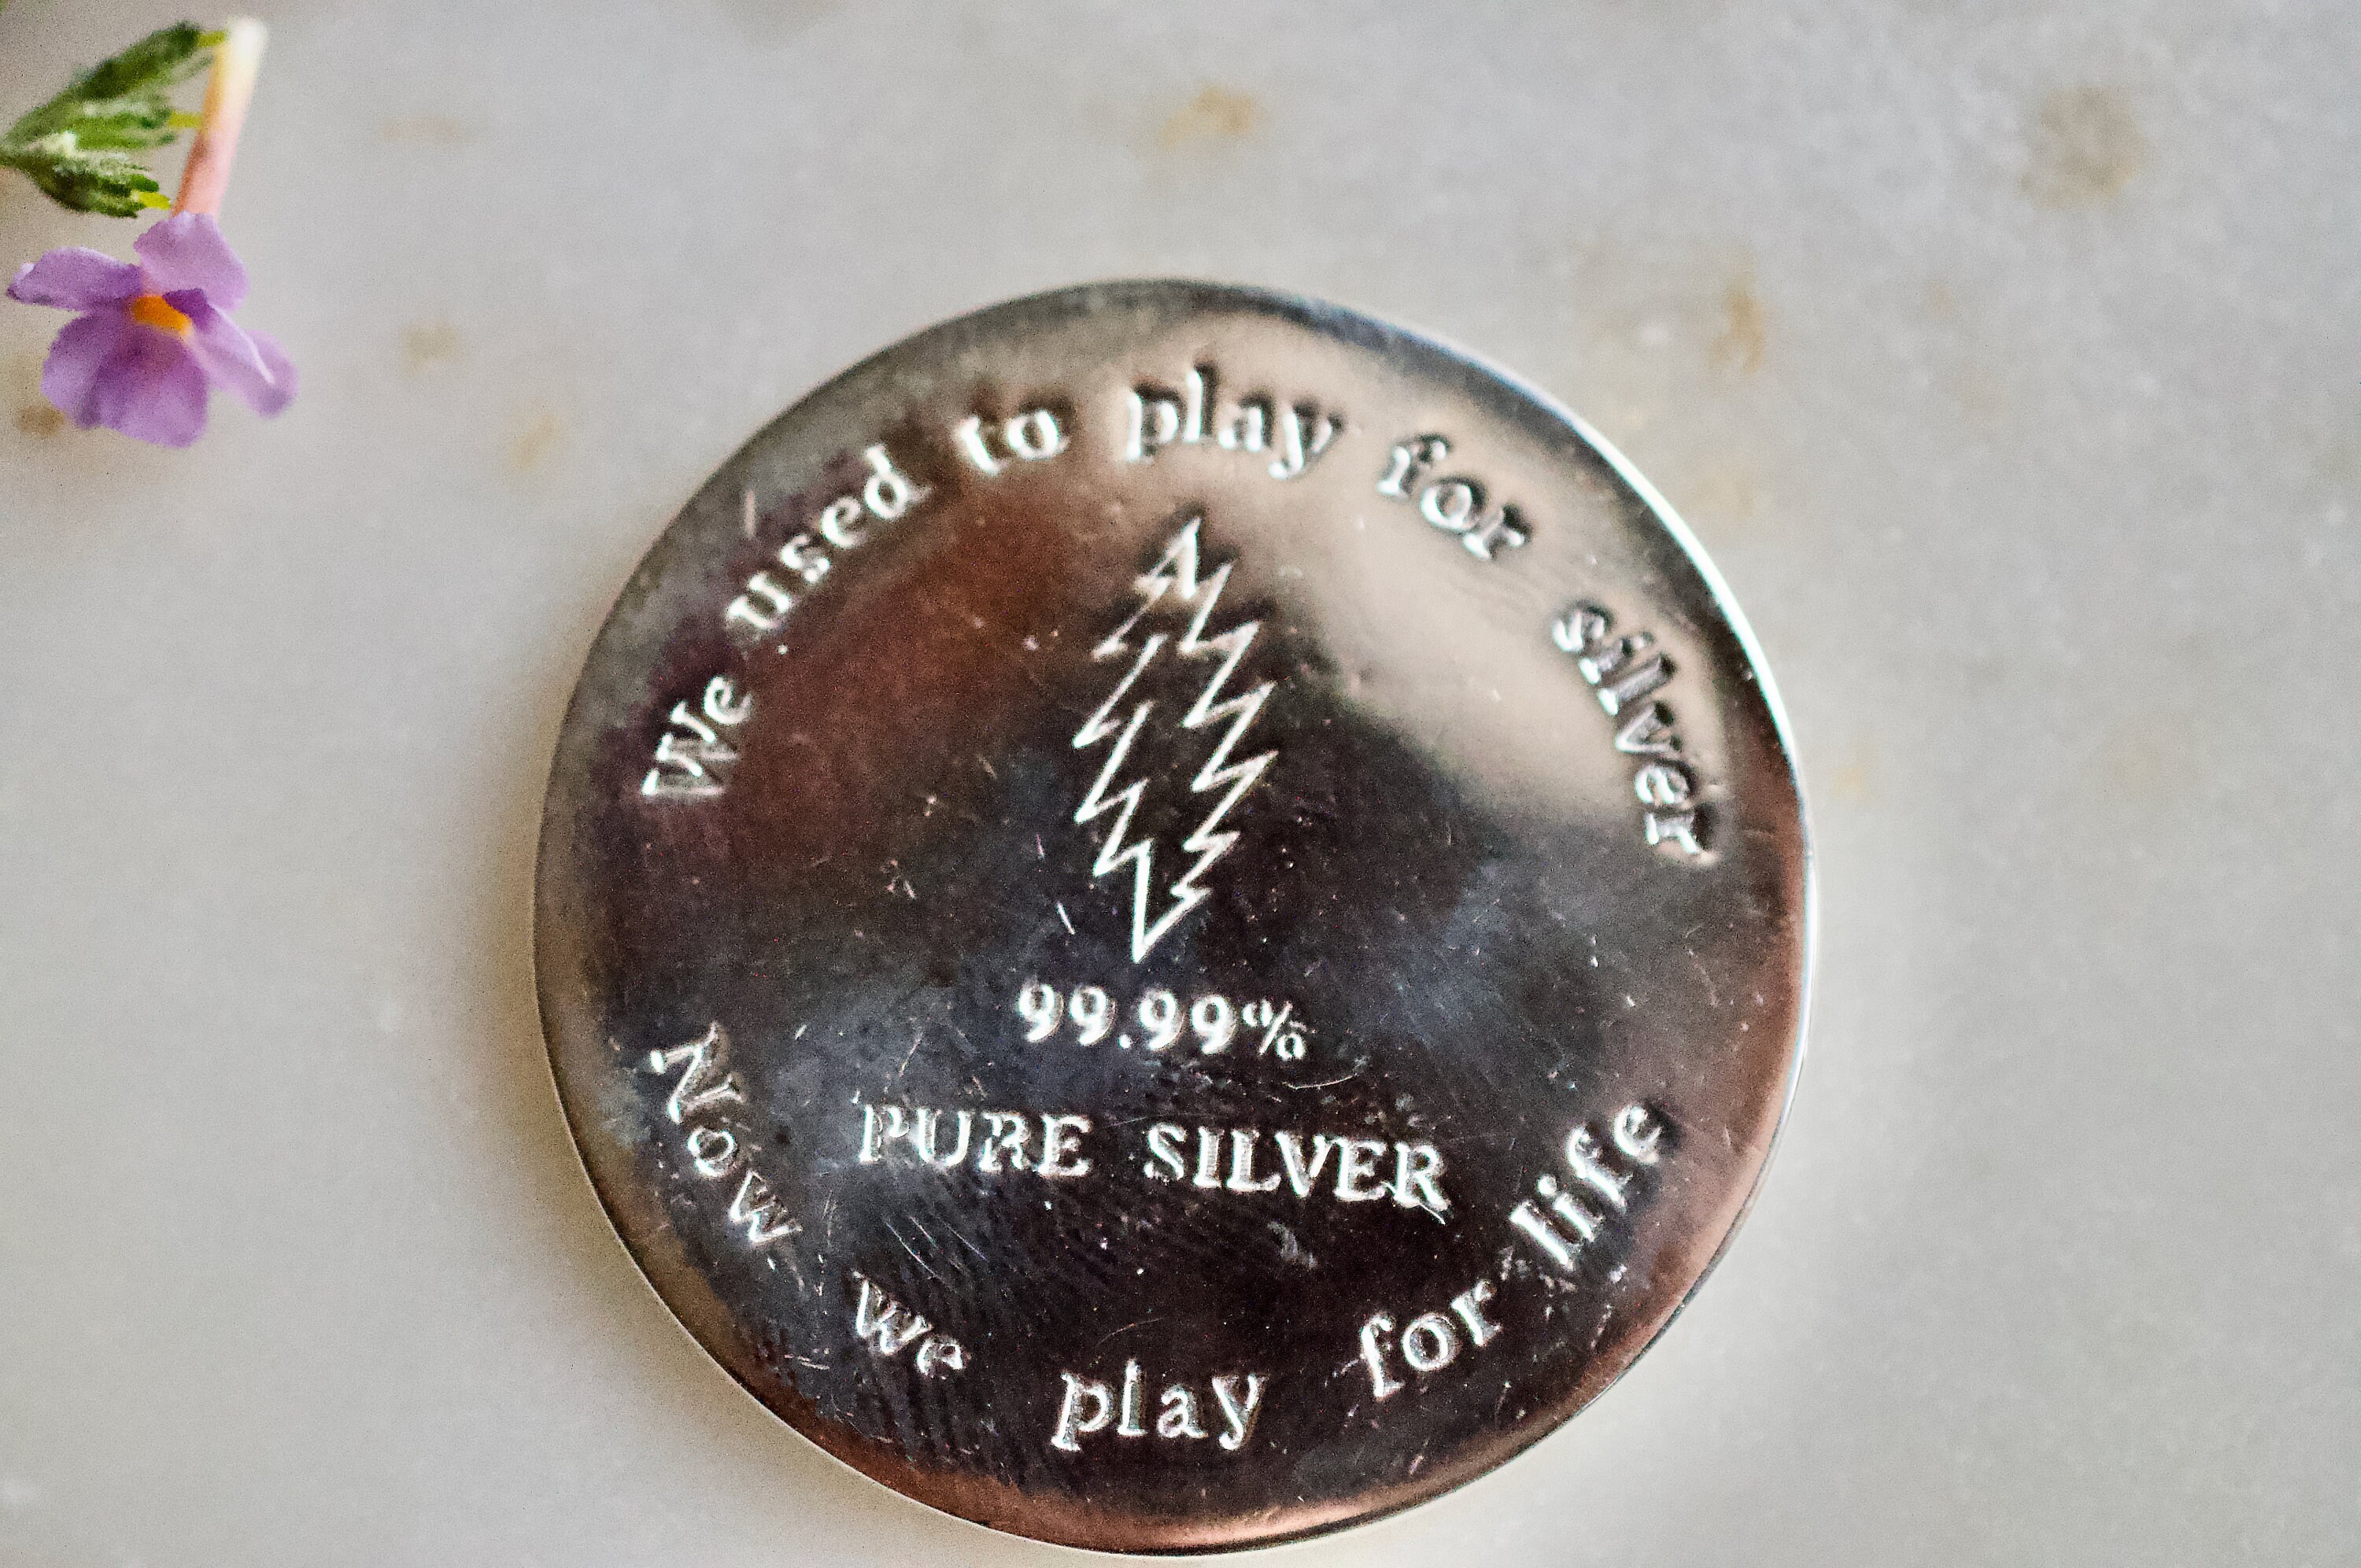 We used to play for silver
99.99%
PURE SILVER
Now we play for life